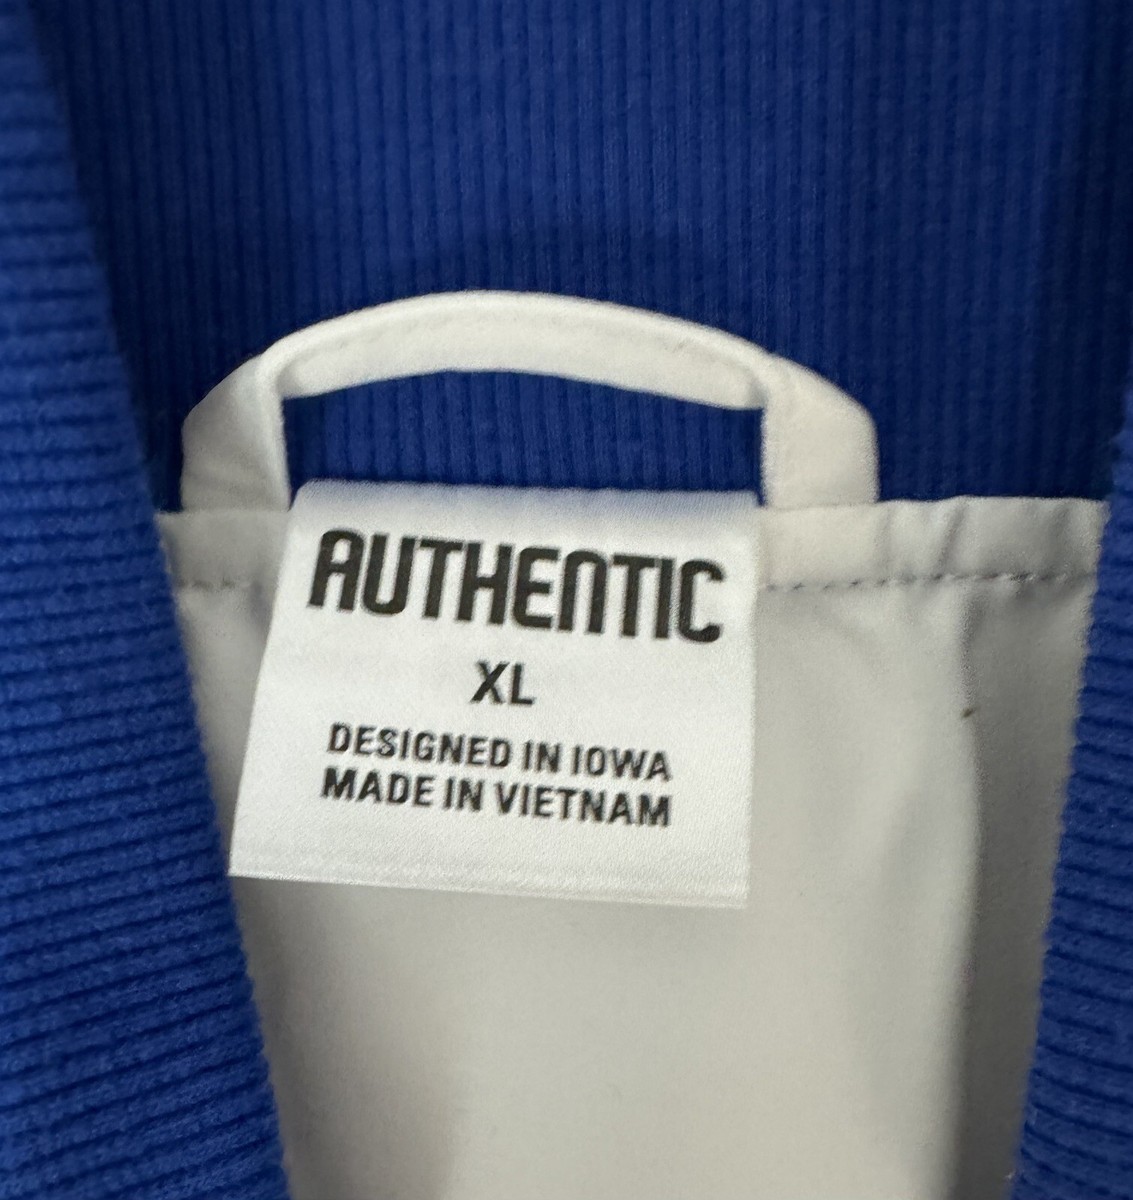 AUTHENTIC
XL
DESIGNED IN IOWA
MADE IN VIETNAM